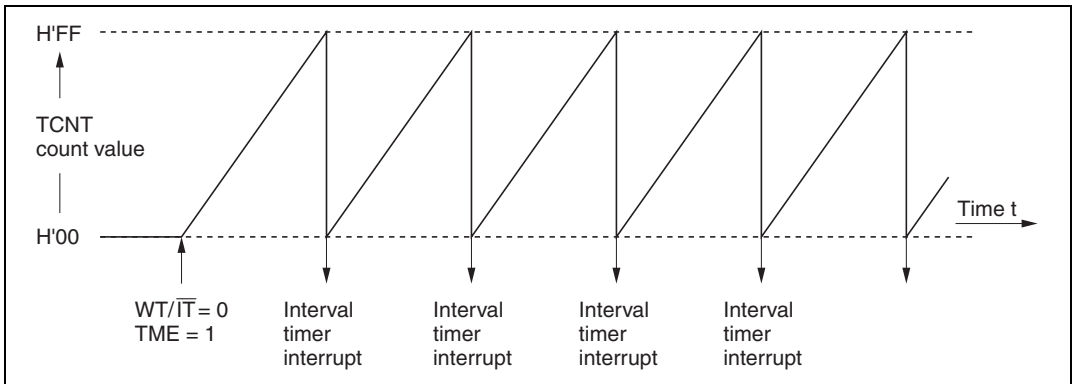 H'FF
TCNT
count value
H'00
Time t
WT/I̅T̅ = 0
TME = 1
Interval
timer
interrupt
Interval
timer
interrupt
Interval
timer
interrupt
Interval
timer
interrupt